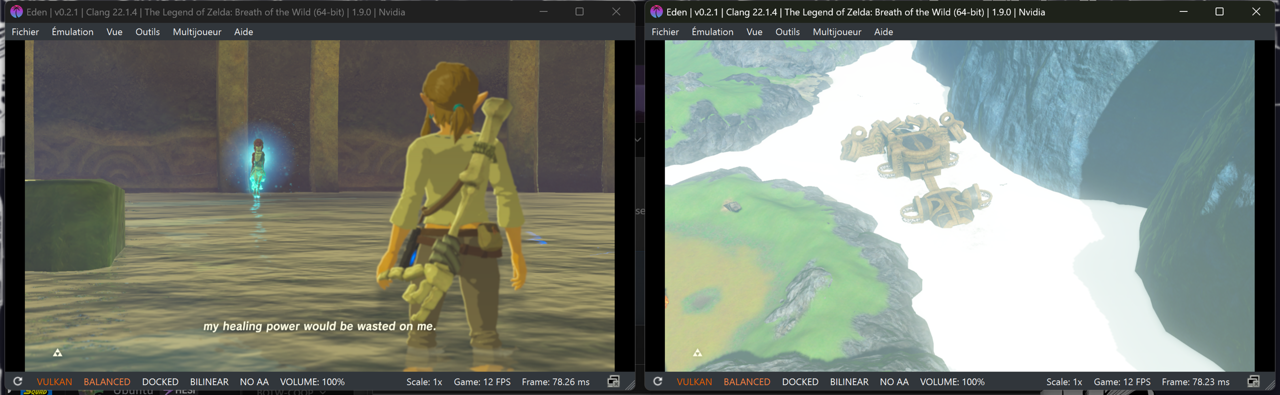 Eden | v0.2.1 | Clang 22.1.4 | The Legend of Zelda: Breath of the Wild (64-bit) | 1.9.0 | Nvidia
Fichier Émulation Vue Outils Multijoueur Aide
my healing power would be wasted on me.
VULKAN BALANCED DOCKED BILINEAR NO AA VOLUME: 100% Scale: 1x Game: 12 FPS Frame: 78.26 ms
Eden | v0.2.1 | Clang 22.1.4 | The Legend of Zelda: Breath of the Wild (64-bit) | 1.9.0 | Nvidia
Fichier Émulation Vue Outils Multijoueur Aide
VULKAN BALANCED DOCKED BILINEAR NO AA VOLUME: 100% Scale: 1x Game: 12 FPS Frame: 78.23 ms